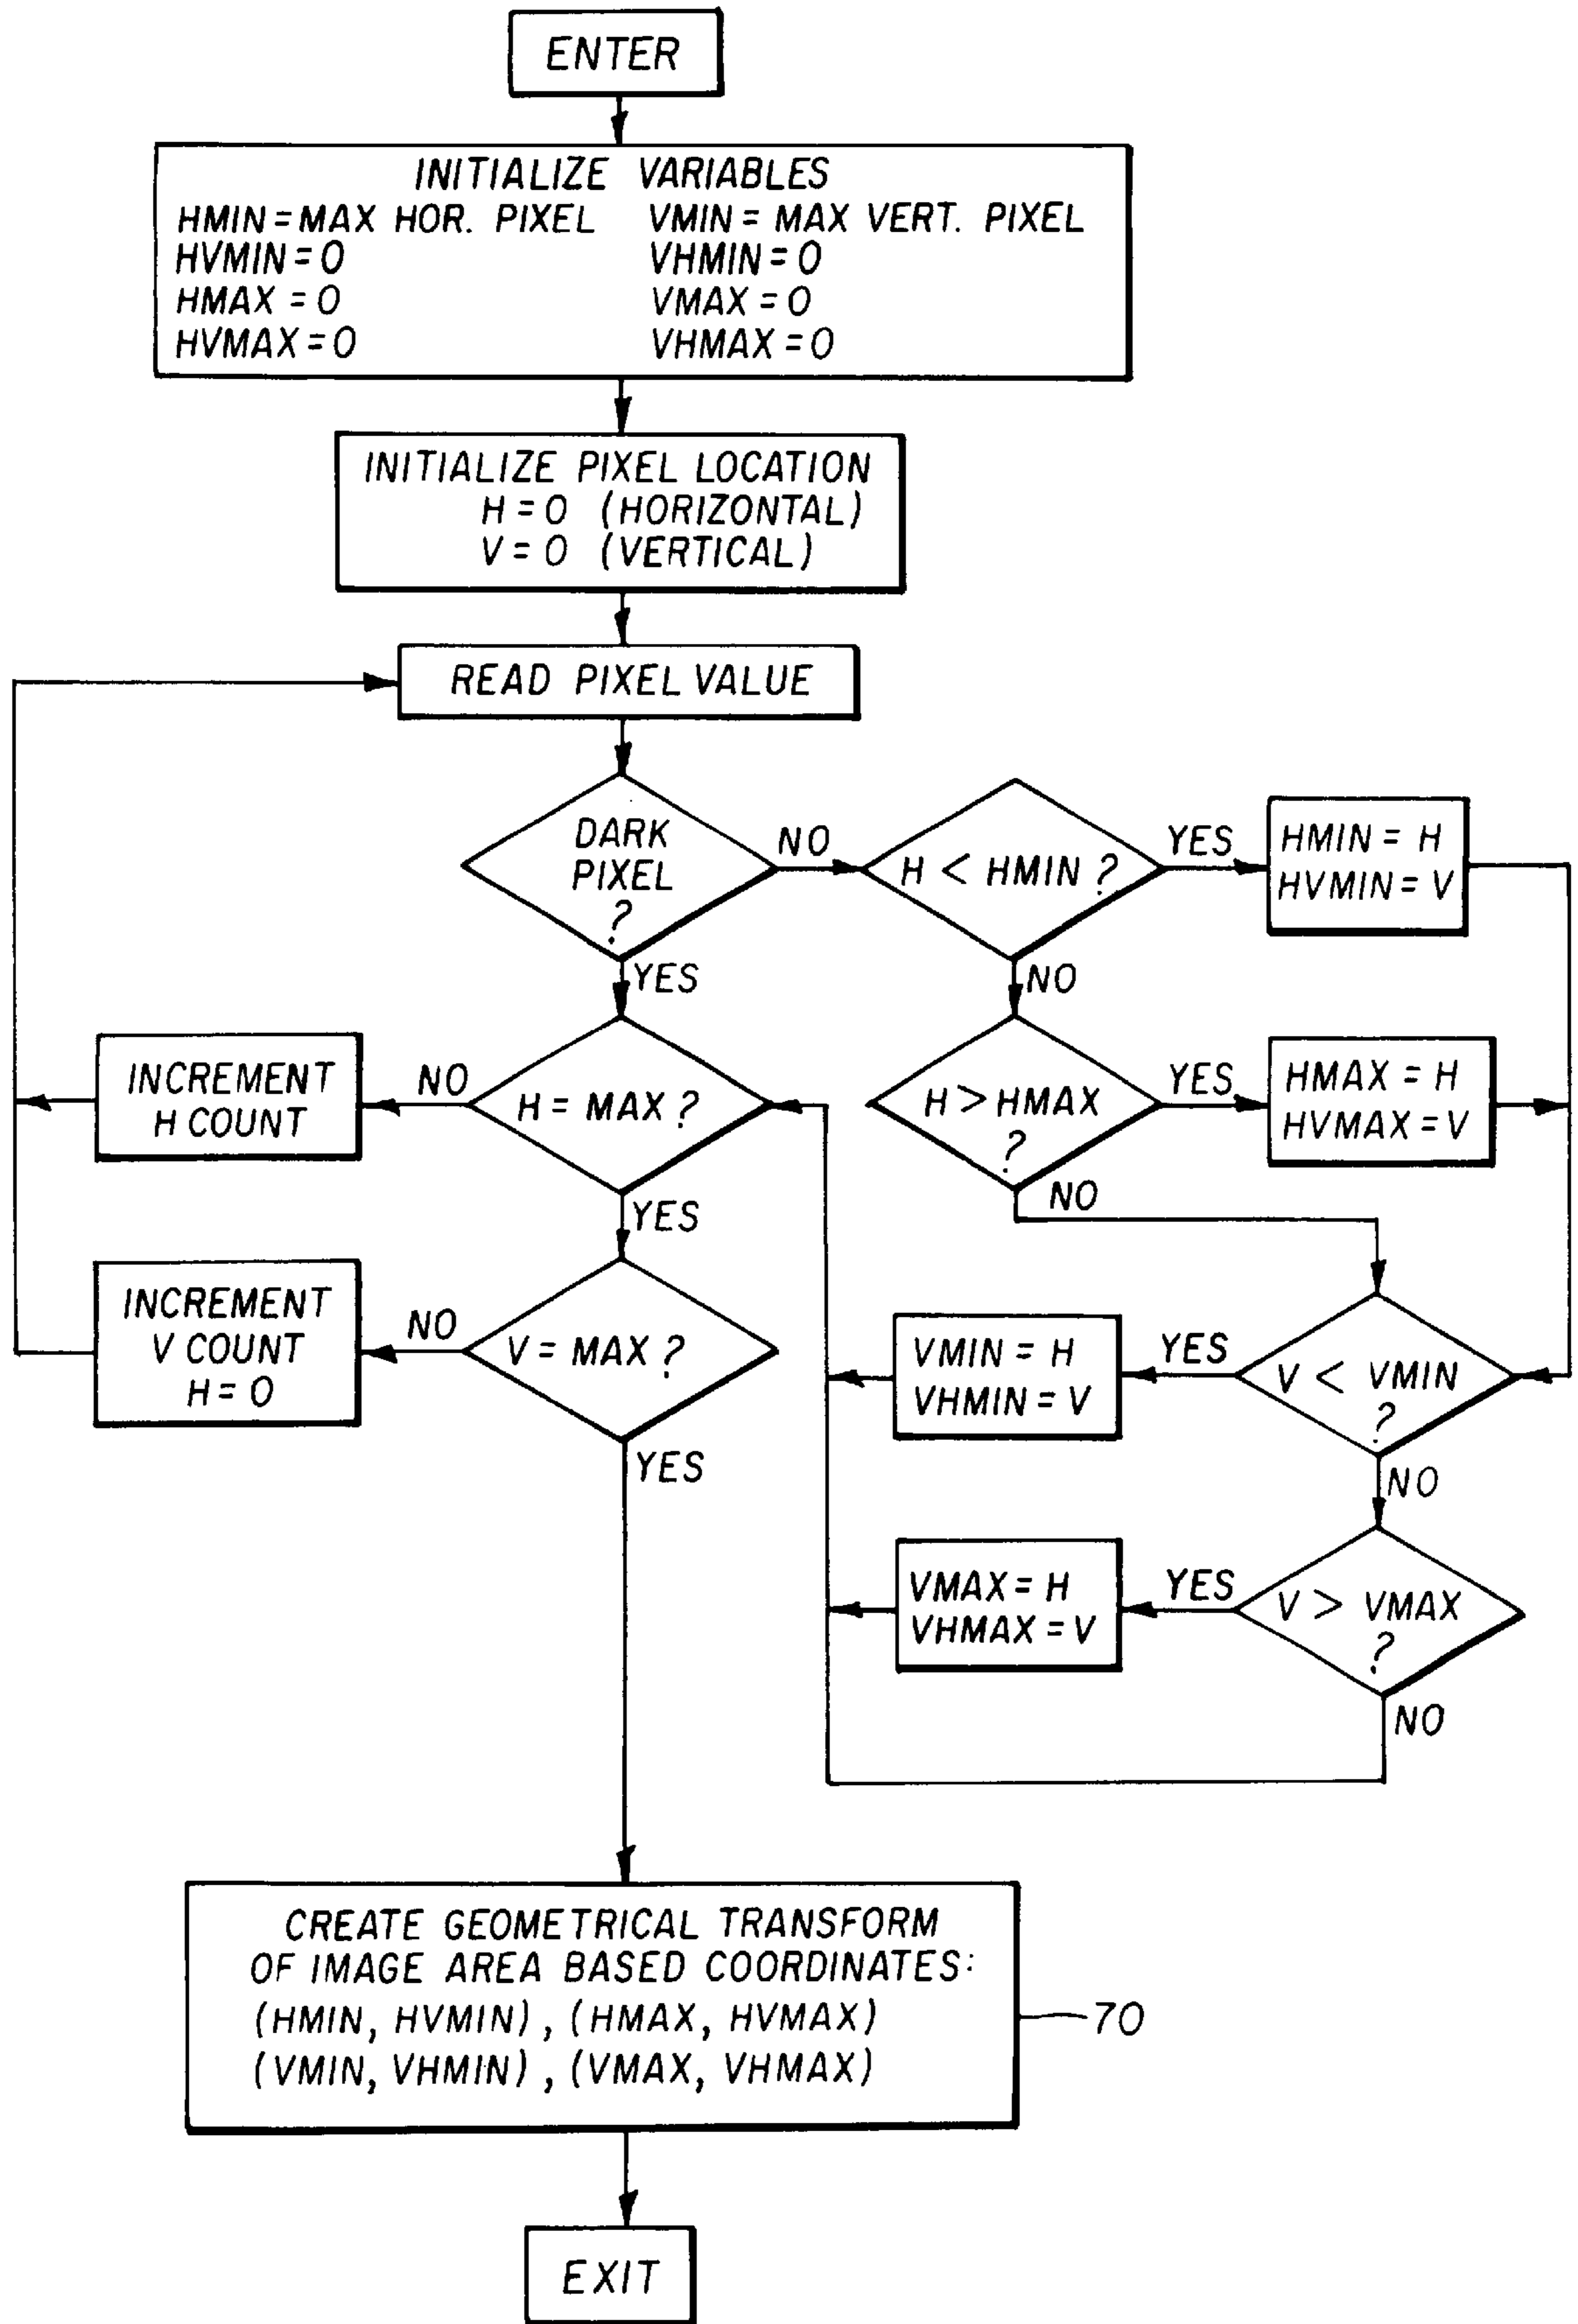 ENTER
INITIALIZE VARIABLES
HMIN=MAX HOR. PIXEL VMIN=MAX VERT. PIXEL
HVMIN=0 VHMIN=0
HMAX=0 VMAX=0
HVMAX=0 VHMAX=0
INITIALIZE PIXEL LOCATION
H=0 (HORIZONTAL)
V=0 (VERTICAL)
READ PIXEL VALUE
DARK
PIXEL
?
NO
YES
H < HMIN ?
YES
NO
HMIN = H
HVMIN = V
H > HMAX
?
YES
NO
HMAX = H
HVMAX = V
H = MAX ?
NO
YES
INCREMENT
H COUNT
V = MAX ?
NO
YES
INCREMENT
V COUNT
H = 0
V < VMIN
?
YES
NO
VMIN = H
VHMIN = V
V > VMAX
?
YES
NO
VMAX = H
VHMAX = V
CREATE GEOMETRICAL TRANSFORM
OF IMAGE AREA BASED COORDINATES:
(HMIN, HVMIN), (HMAX, HVMAX)
(VMIN, VHMIN), (VMAX, VHMAX)
70
EXIT